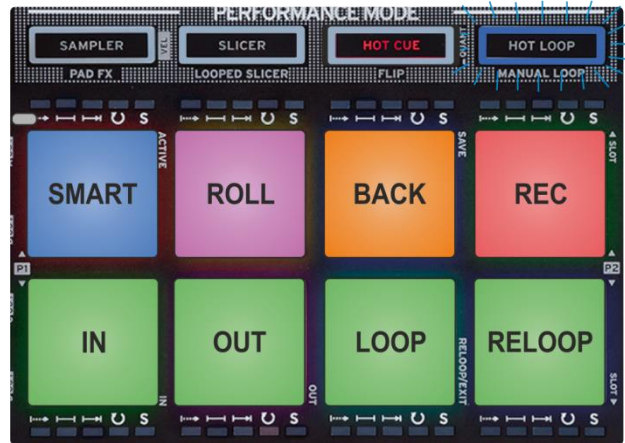 PERFORMANCE MODE
SAMPLER VEL SLICER HOT CUE QUANT HOT LOOP
PAD FX LOOPED SLICER FLIP MANUAL LOOP
S S S S
ACTIVE SAVE SLOT
SMART ROLL BACK REC
P1 P2
IN OUT LOOP RELOOP
IN OUT RELOOP/EXIT SLOT
S S S S